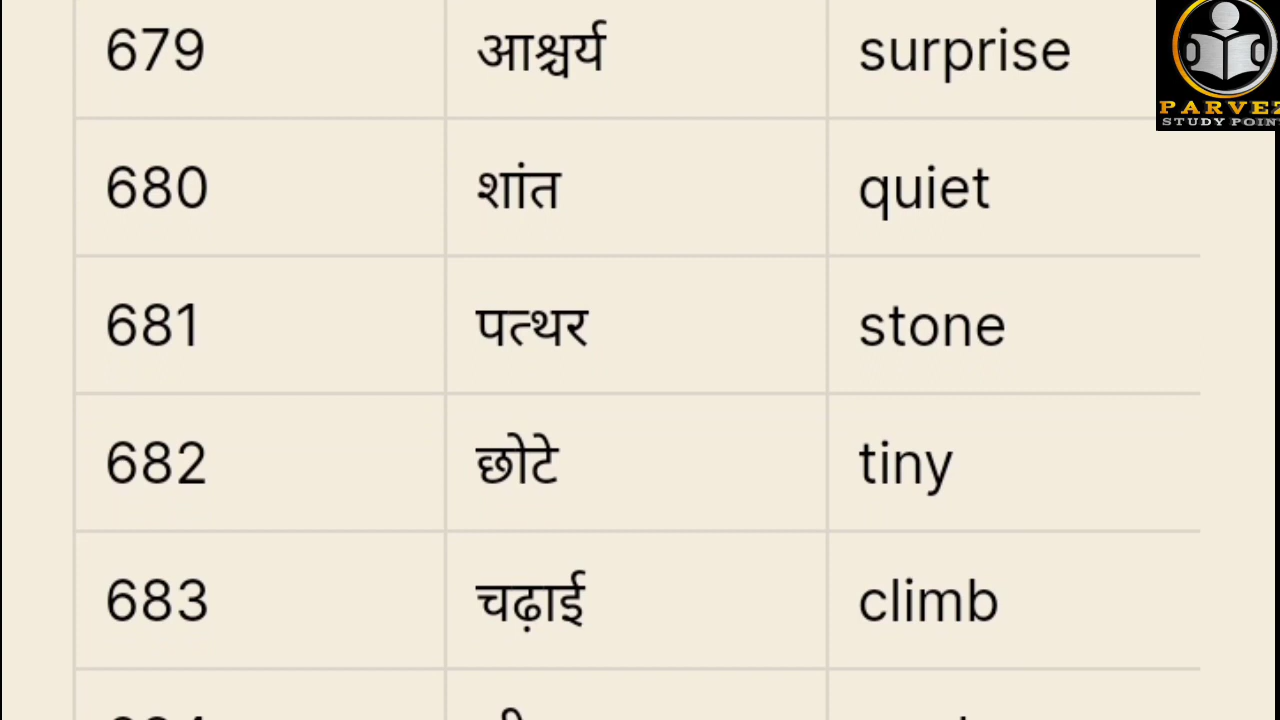 679 आश्चर्य surprise
PARVEZ
STUDY POINT
680 शांत quiet
681 पत्थर stone
682 छोटे tiny
683 चढ़ाई climb